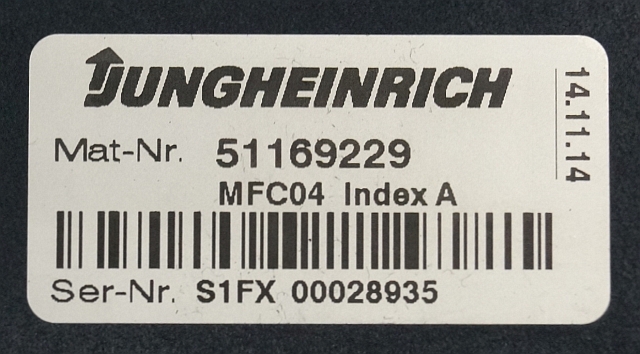 JUNGHEINRICH
Mat-Nr. 51169229
MFC04 Index A
Ser-Nr. S1FX 00028935
14.11.14